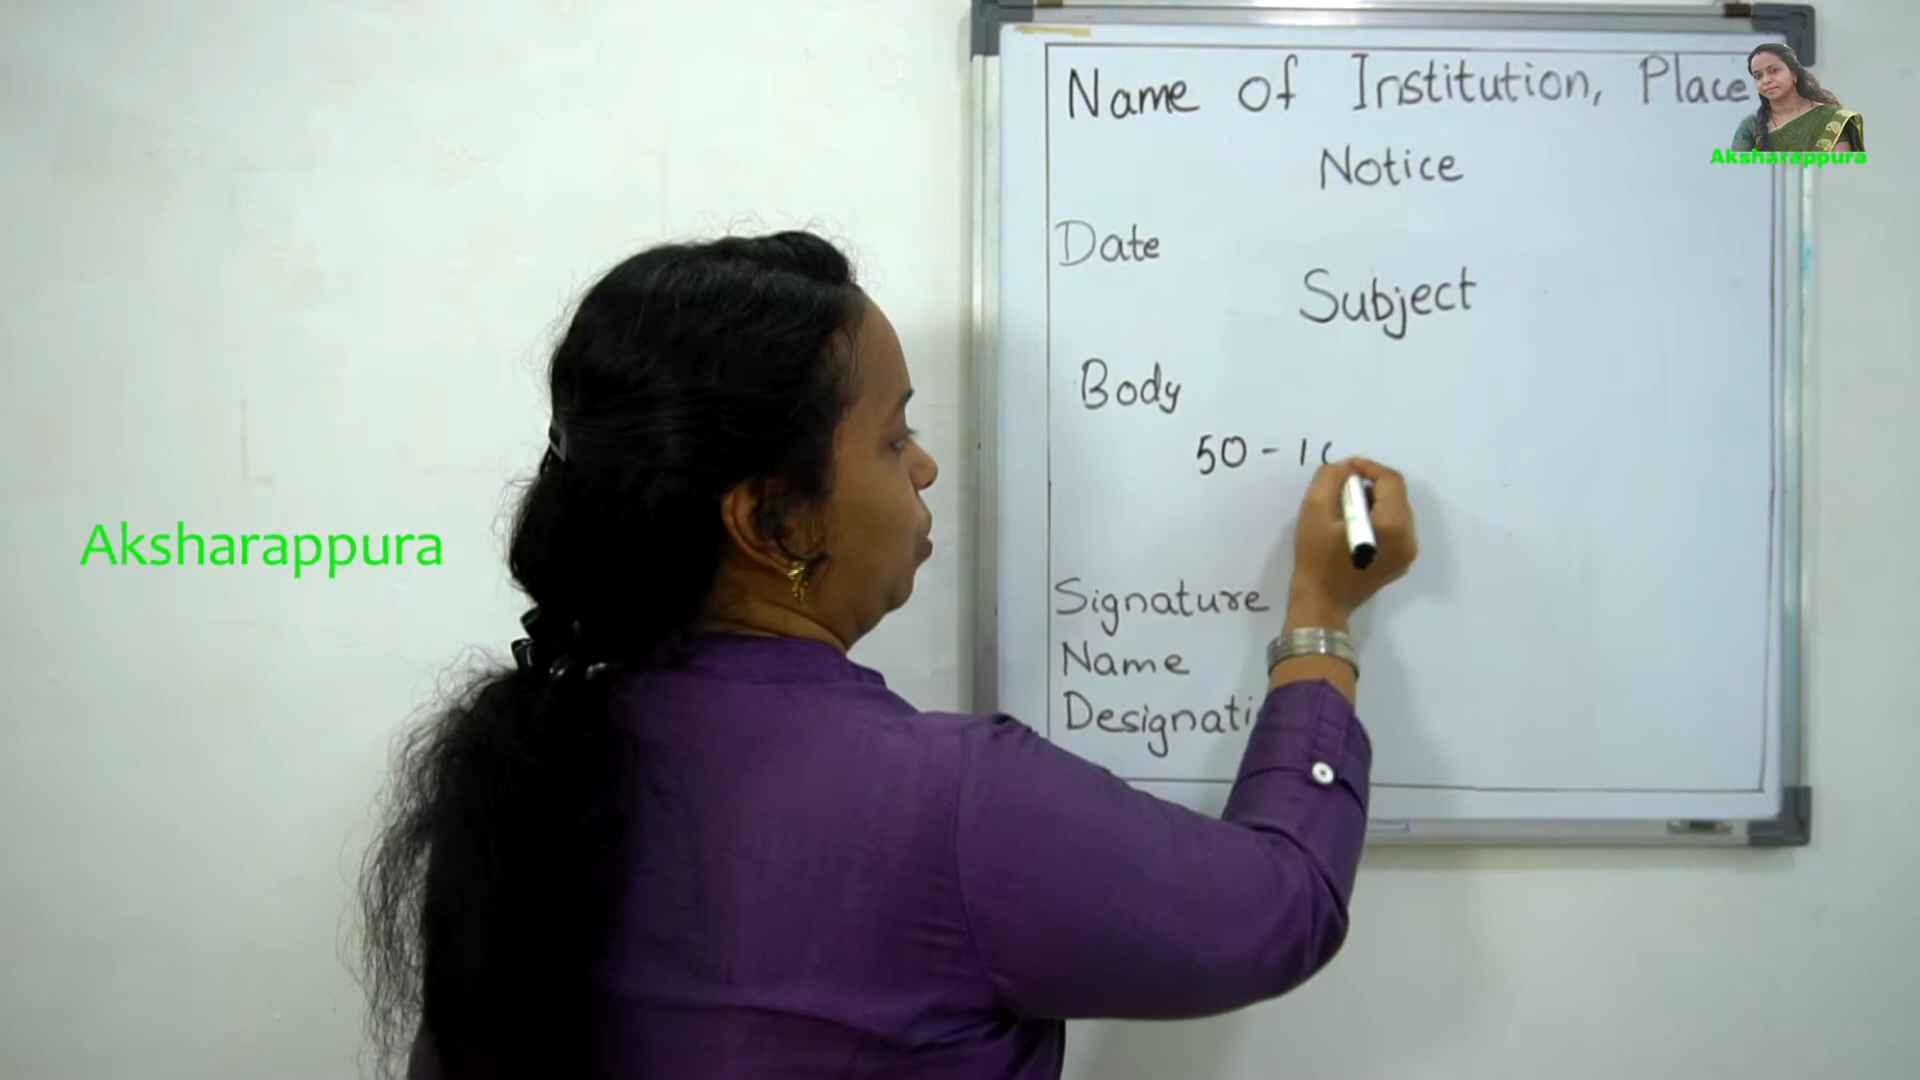 Name of Institution, Place
Aksharappura
Notice
Date
Subject
Body
50 - 1
Aksharappura
Signature
Name